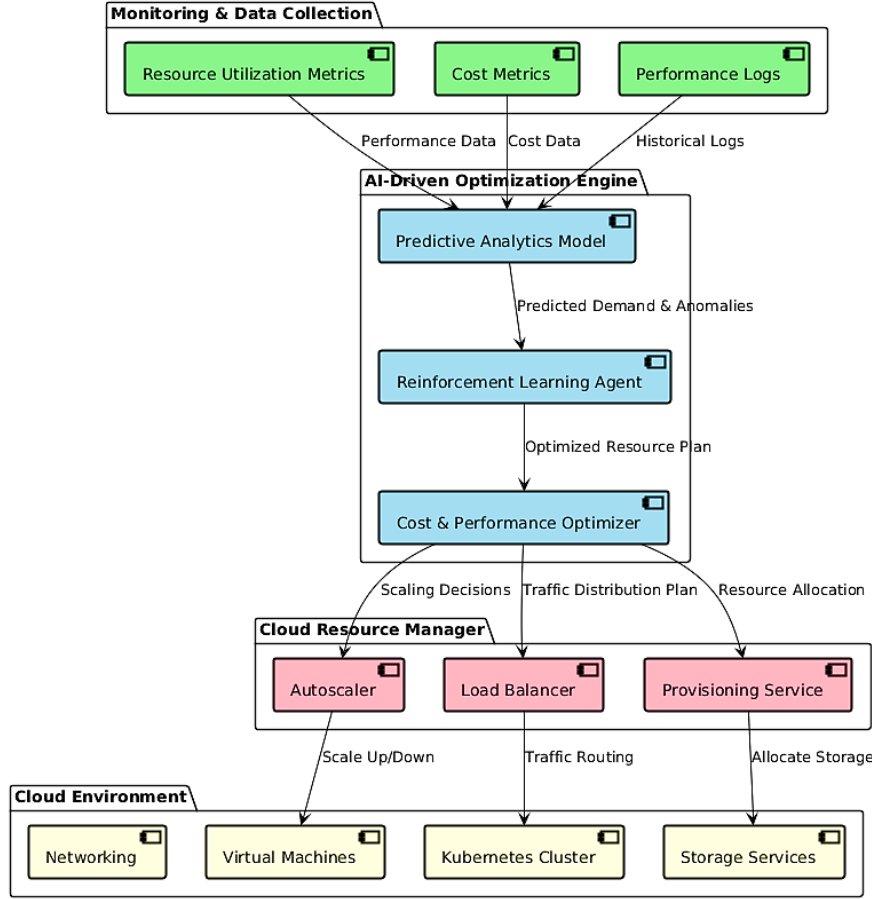 Monitoring & Data Collection
Resource Utilization Metrics
Cost Metrics
Performance Logs
Performance Data
Cost Data
Historical Logs
AI-Driven Optimization Engine
Predictive Analytics Model
Predicted Demand & Anomalies
Reinforcement Learning Agent
Optimized Resource Plan
Cost & Performance Optimizer
Scaling Decisions
Traffic Distribution Plan
Resource Allocation
Cloud Resource Manager
Autoscaler
Load Balancer
Provisioning Service
Scale Up/Down
Traffic Routing
Allocate Storage
Cloud Environment
Networking
Virtual Machines
Kubernetes Cluster
Storage Services